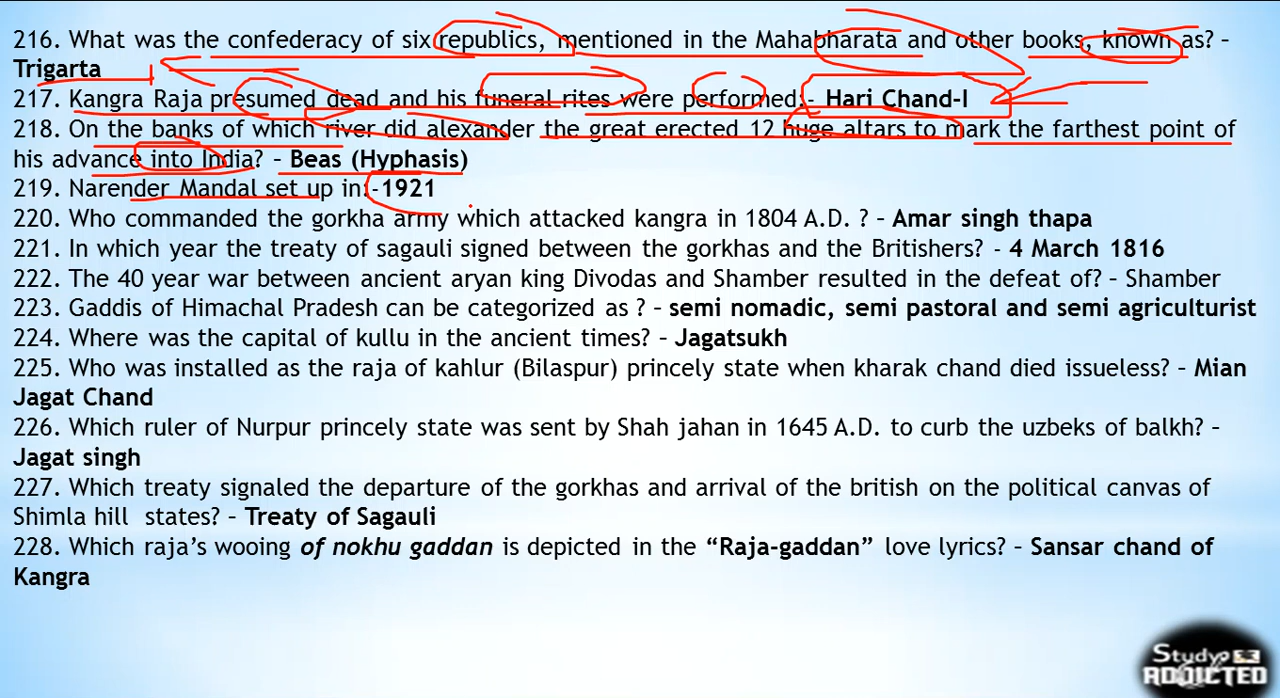 216. What was the confederacy of six republics, mentioned in the Mahabharata and other books, known as? –
Trigarta
217. Kangra Raja presumed dead and his funeral rites were performed:- Hari Chand-I
218. On the banks of which river did alexander the great erected 12 huge altars to mark the farthest point of
his advance into India? – Beas (Hyphasis)
219. Narender Mandal set up in:-1921
220. Who commanded the gorkha army which attacked kangra in 1804 A.D. ? – Amar singh thapa
221. In which year the treaty of sagauli signed between the gorkhas and the Britishers? - 4 March 1816
222. The 40 year war between ancient aryan king Divodas and Shamber resulted in the defeat of? – Shamber
223. Gaddis of Himachal Pradesh can be categorized as ? – semi nomadic, semi pastoral and semi agriculturist
224. Where was the capital of kullu in the ancient times? – Jagatsukh
225. Who was installed as the raja of kahlur (Bilaspur) princely state when kharak chand died issueless? – Mian
Jagat Chand
226. Which ruler of Nurpur princely state was sent by Shah jahan in 1645 A.D. to curb the uzbeks of balkh? –
Jagat singh
227. Which treaty signaled the departure of the gorkhas and arrival of the british on the political canvas of
Shimla hill states? – Treaty of Sagauli
228. Which raja's wooing of nokhu gaddan is depicted in the “Raja-gaddan” love lyrics? – Sansar chand of
Kangra
Study
ADDICTED